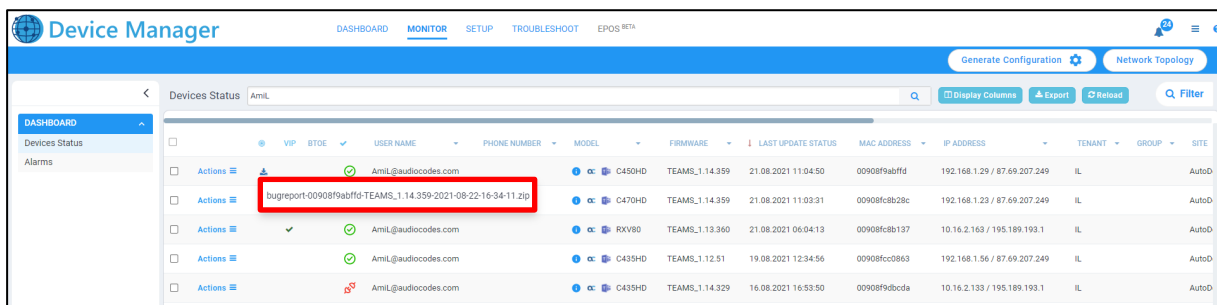 Device Manager
DASHBOARD MONITOR SETUP TROUBLESHOOT EPOS BETA 24
Generate Configuration Network Topology
Devices Status AmiL Display Columns Export Reload Filter
DASHBOARD
Devices Status
Alarms
VIP BTOE USER NAME PHONE NUMBER MODEL FIRMWARE LAST UPDATE STATUS MAC ADDRESS IP ADDRESS TENANT GROUP SITE
Actions AmiL@audiocodes.com C450HD TEAMS_1.14.359 21.08.2021 11:04:50 00908f9abffd 192.168.1.29 / 87.69.207.249 IL AutoD
bugreport-00908f9abffd-TEAMS_1.14.359-2021-08-22-16-34-11.zip
Actions C470HD TEAMS_1.14.359 21.08.2021 11:03:31 00908fc8b28c 192.168.1.23 / 87.69.207.249 IL AutoD
Actions AmiL@audiocodes.com RXV80 TEAMS_1.13.360 21.08.2021 06:04:13 00908fc8b137 10.16.2.163 / 195.189.193.1 IL AutoD
Actions AmiL@audiocodes.com C435HD TEAMS_1.12.51 19.08.2021 12:34:56 00908fcc0863 192.168.1.56 / 87.69.207.249 IL AutoD
Actions AmiL@audiocodes.com C435HD TEAMS_1.14.329 16.08.2021 16:53:50 00908f9dbcda 10.16.2.133 / 195.189.193.1 IL AutoD